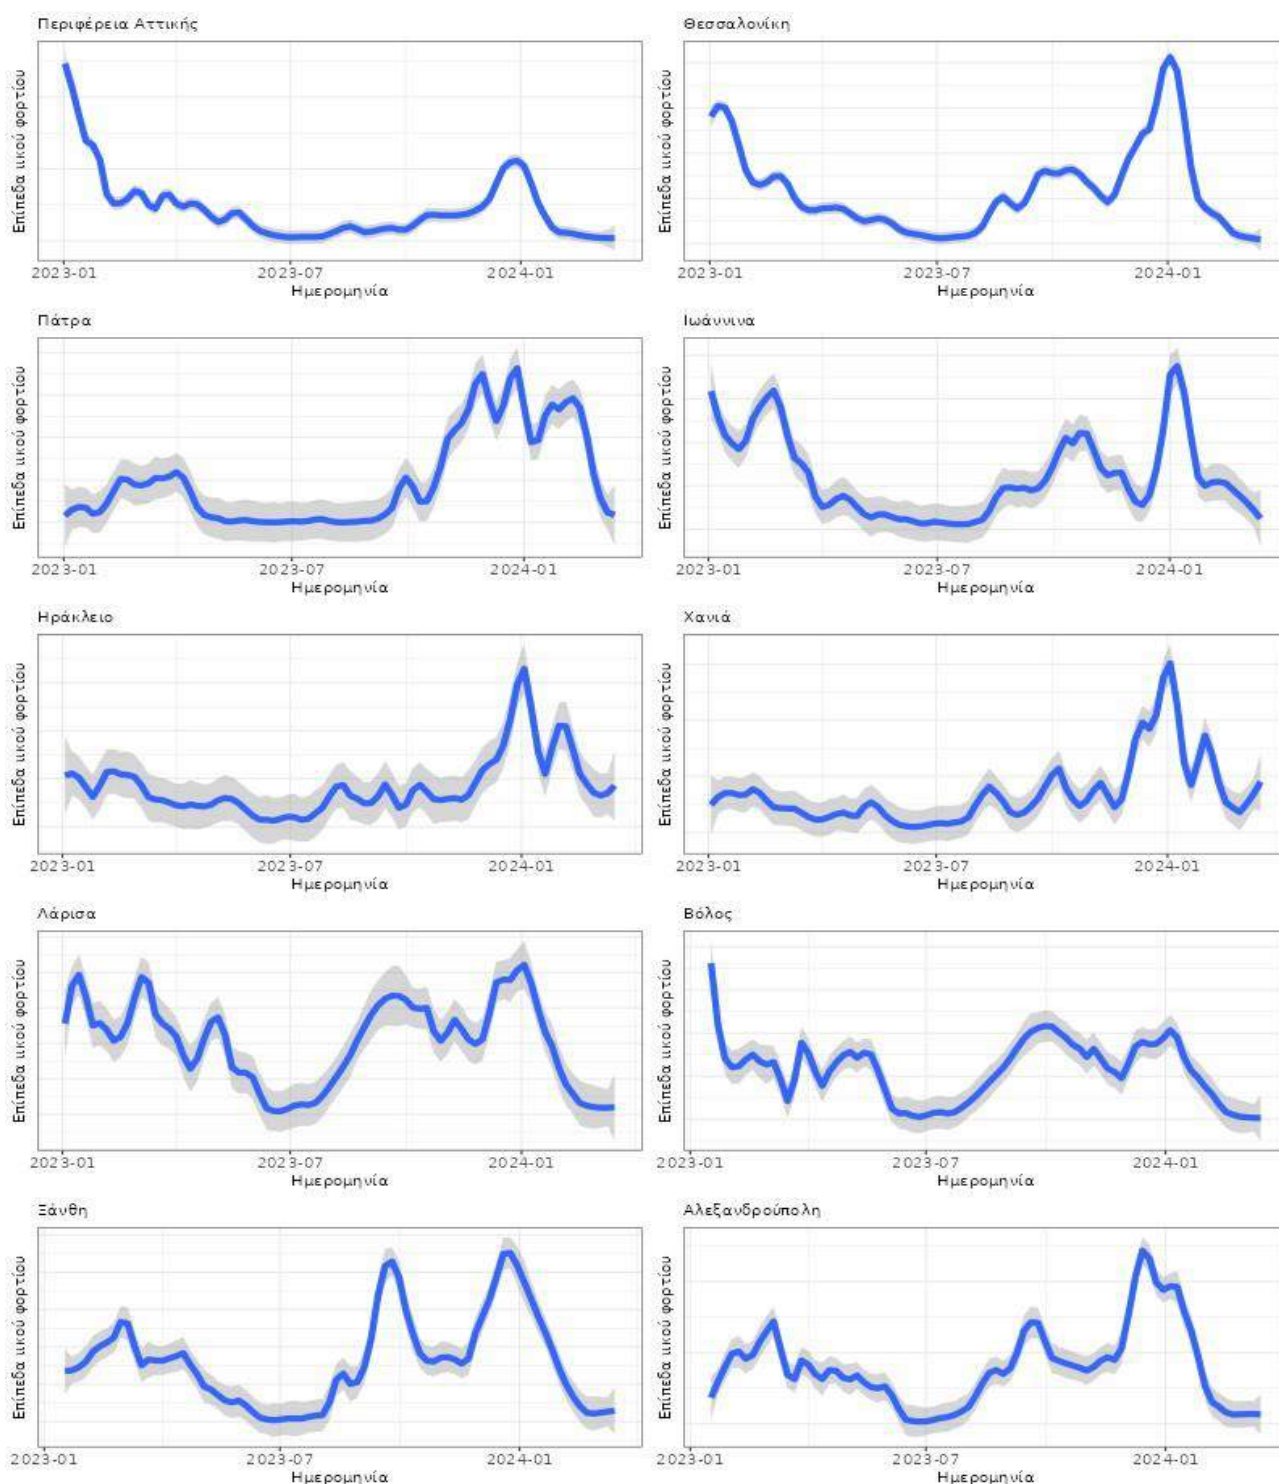 Περιφέρεια Αττικής
Επίπεδα ιικού φορτίου
2023-01 2023-07 2024-01
Ημερομηνία
Θεσσαλονίκη
Επίπεδα ιικού φορτίου
2023-01 2023-07 2024-01
Ημερομηνία
Πάτρα
Επίπεδα ιικού φορτίου
2023-01 2023-07 2024-01
Ημερομηνία
Ιωάννινα
Επίπεδα ιικού φορτίου
2023-01 2023-07 2024-01
Ημερομηνία
Ηράκλειο
Επίπεδα ιικού φορτίου
2023-01 2023-07 2024-01
Ημερομηνία
Χανιά
Επίπεδα ιικού φορτίου
2023-01 2023-07 2024-01
Ημερομηνία
Λάρισα
Επίπεδα ιικού φορτίου
2023-01 2023-07 2024-01
Ημερομηνία
Βόλος
Επίπεδα ιικού φορτίου
2023-01 2023-07 2024-01
Ημερομηνία
Ξάνθη
Επίπεδα ιικού φορτίου
2023-01 2023-07 2024-01
Ημερομηνία
Αλεξανδρούπολη
Επίπεδα ιικού φορτίου
2023-01 2023-07 2024-01
Ημερομηνία